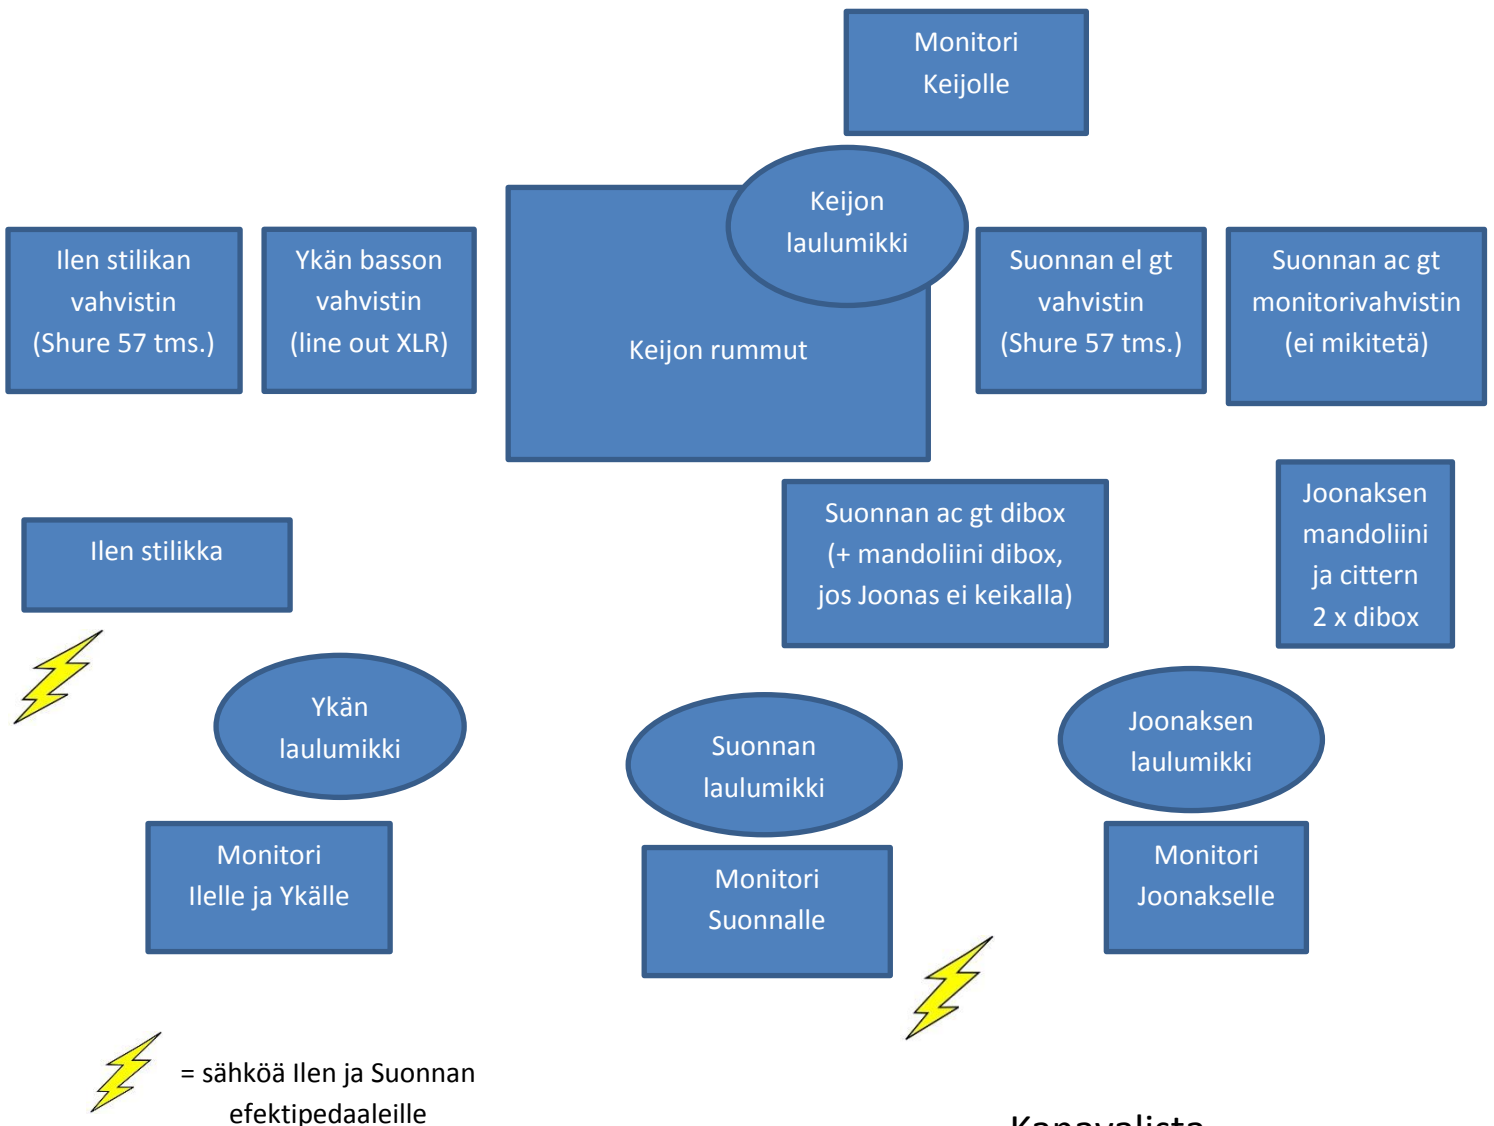 Monitori
Keijolle
Keijon
laulumikki
Ilen stilikan
vahvistin
(Shure 57 tms.)
Ykän basson
vahvistin
(line out XLR)
Keijon rummut
Suonnan el gt
vahvistin
(Shure 57 tms.)
Suonnan ac gt
monitorivahvistin
(ei mikitetä)
Ilen stilikka
Suonnan ac gt dibox
(+ mandoliini dibox,
jos Joonas ei keikalla)
Joonaksen
mandoliini
ja cittern
2 x dibox
Ykän
laulumikki
Suonnan
laulumikki
Joonaksen
laulumikki
Monitori
Ilelle ja Ykälle
Monitori
Suonnalle
Monitori
Joonakselle
= sähköä Ilen ja Suonnan
efektipedaaleille
Kanavalista